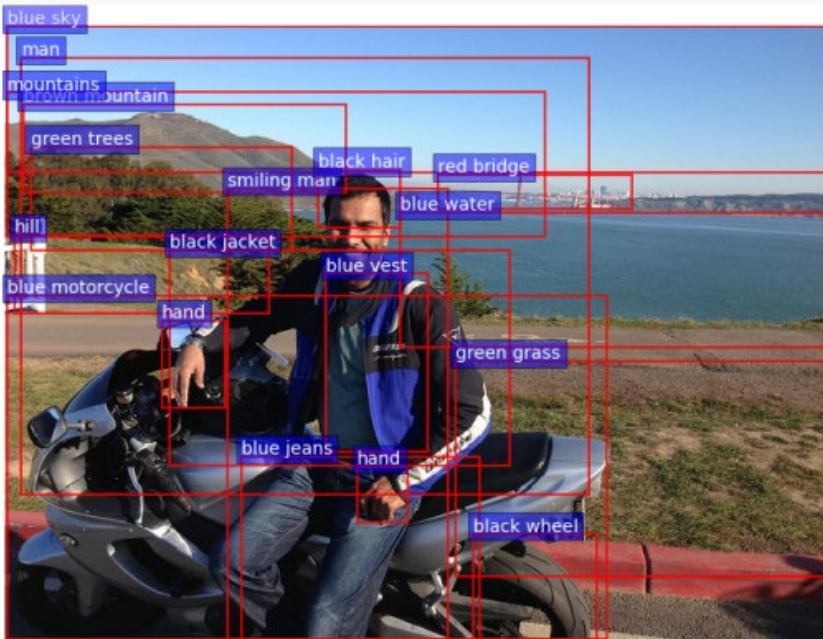 blue sky
man
mountains
brown mountain
green trees
black hair
red bridge
smiling man
blue water
hill
black jacket
blue vest
blue motorcycle
hand
green grass
blue jeans
hand
black wheel